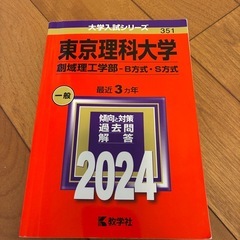 大学入試シリーズ
351
東京理科大学
創域理工学部-B方式・S方式
一般
最近3カ年
傾向と対策
過去問
解答
2024
教学社